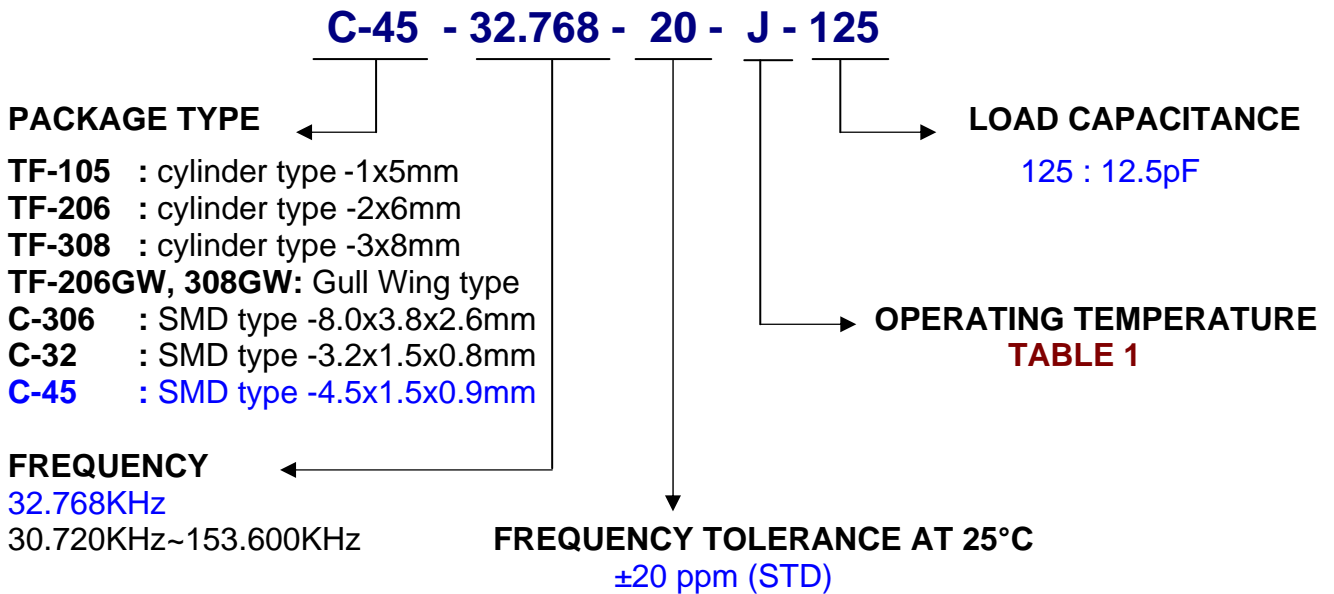 C-45 - 32.768 - 20 - J - 125
PACKAGE TYPE
TF-105 : cylinder type -1x5mm
TF-206 : cylinder type -2x6mm
TF-308 : cylinder type -3x8mm
TF-206GW, 308GW: Gull Wing type
C-306 : SMD type -8.0x3.8x2.6mm
C-32 : SMD type -3.2x1.5x0.8mm
C-45 : SMD type -4.5x1.5x0.9mm
LOAD CAPACITANCE
125 : 12.5pF
OPERATING TEMPERATURE
TABLE 1
FREQUENCY
32.768KHz
30.720KHz~153.600KHz
FREQUENCY TOLERANCE AT 25°C
±20 ppm (STD)